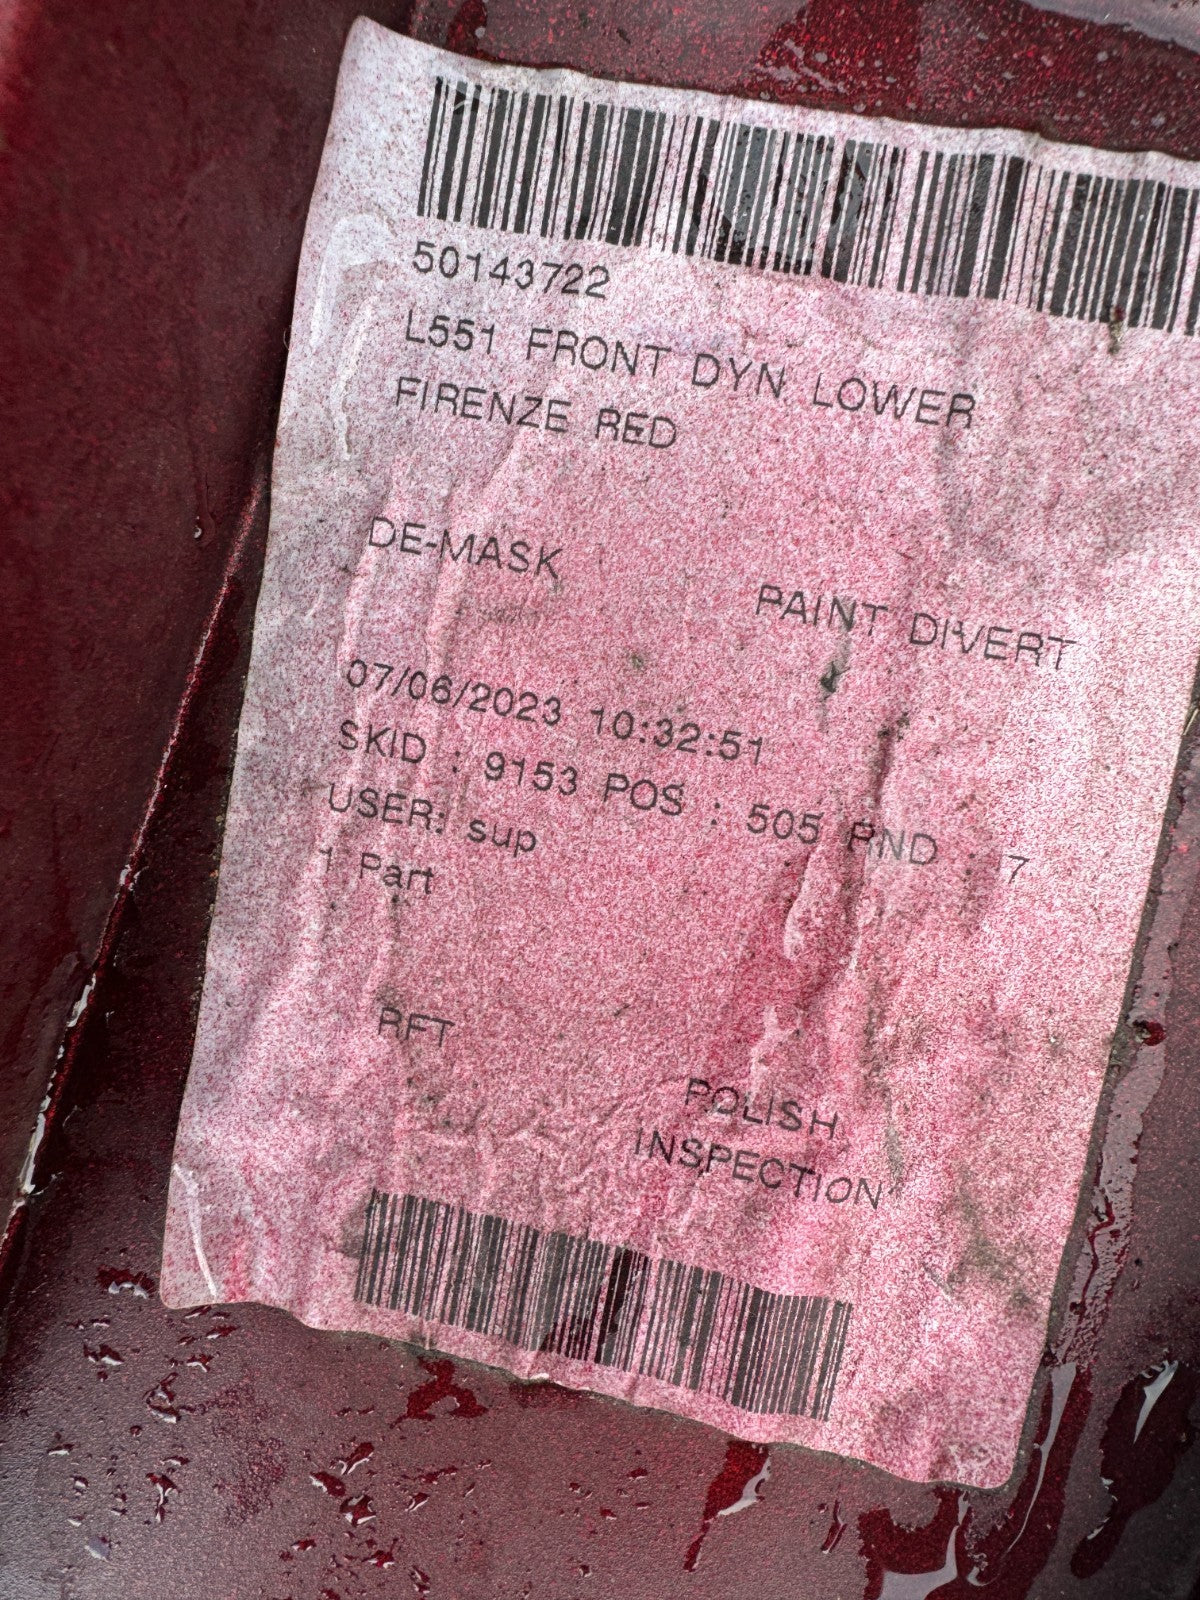 50143722
L551 FRONT DYN LOWER
FIRENZE RED
DE-MASK
PAINT DIVERT
07/06/2023 10:32:51
SKID : 9153 POS : 505 RND : 7
USER: sup
1 Part
RFT
POLISH
INSPECTION